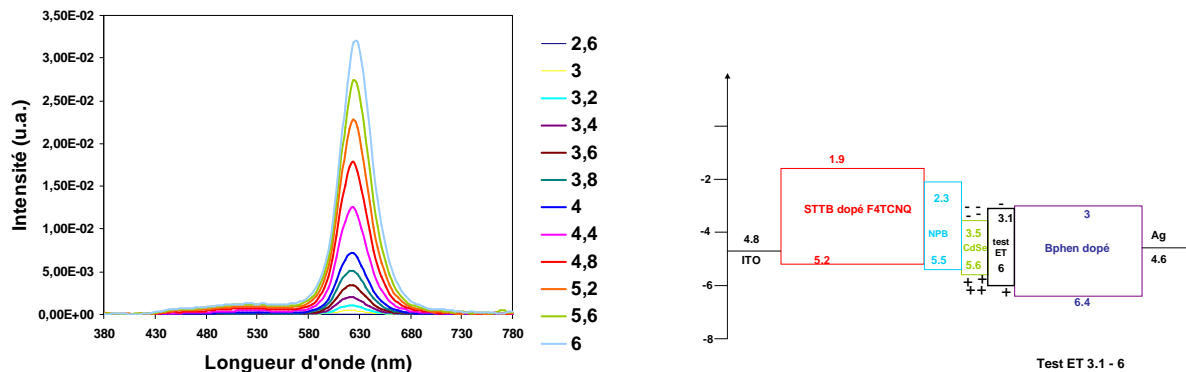 3,50E-02
3,00E-02
2,50E-02
2,00E-02
1,50E-02
1,00E-02
5,00E-03
0,00E+00
Intensité (u.a.)
380 430 480 530 580 630 680 730 780
Longueur d'onde (nm)
2,6
3
3,2
3,4
3,6
3,8
4
4,4
4,8
5,2
5,6
6
-2
-4
-6
-8
4.8
ITO
1.9
STTB dopé F4TCNQ
5.2
2.3
NPB
5.5
- -
- -
-
3.5
CdSe
5.6
+
+
++
+
3.1
test
ET
6
3
Bphen dopé
6.4
Ag
4.6
Test ET 3.1 - 6